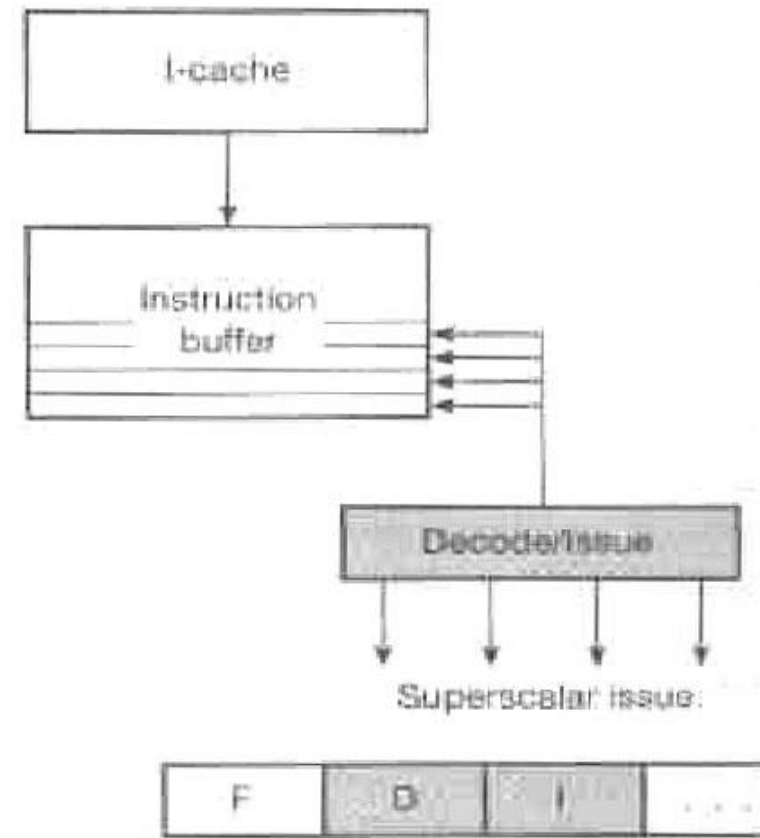 I-cache
Instruction
buffer
Decode/Issue
Superscalar issue
F D I ...